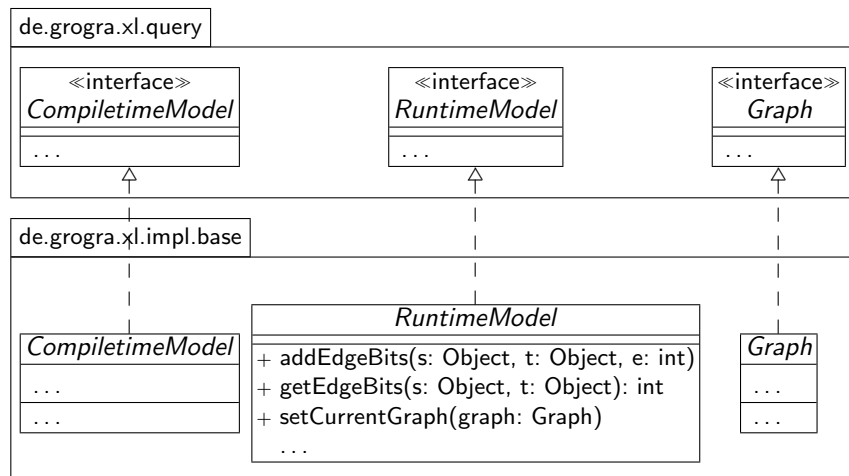 de.grogra.xl.query
≪interface≫ ≪interface≫ ≪interface≫
CompiletimeModel RuntimeModel Graph
... ... ...
de.grogra.xl.impl.base
RuntimeModel
CompiletimeModel Graph
+ addEdgeBits(s: Object, t: Object, e: int)
... + getEdgeBits(s: Object, t: Object): int ...
... + setCurrentGraph(graph: Graph) ...
...